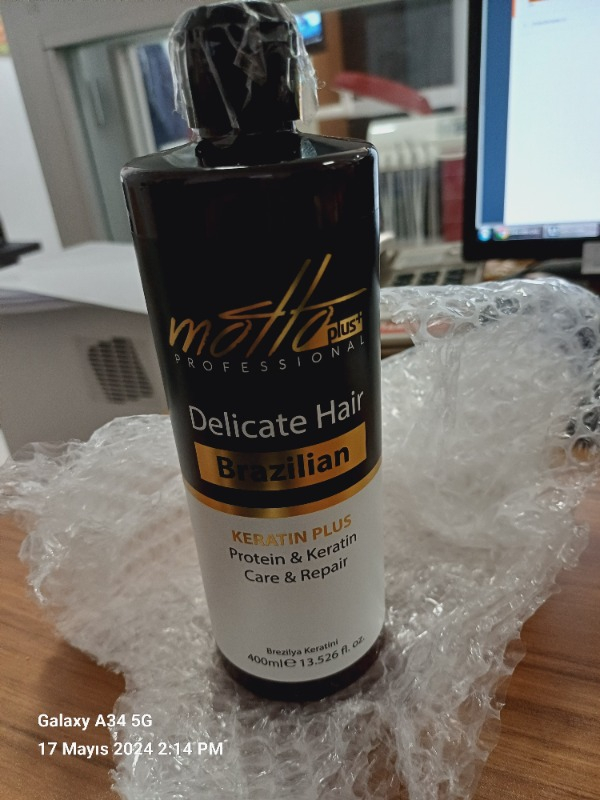 motto plus+
PROFESSIONAL
Delicate Hair
Brazilian
KERATIN PLUS
Protein & Keratin
Care & Repair
Brezilya Keratini
400ml℮ 13.526 fl. oz.
Galaxy A34 5G
17 Mayıs 2024 2:14 PM